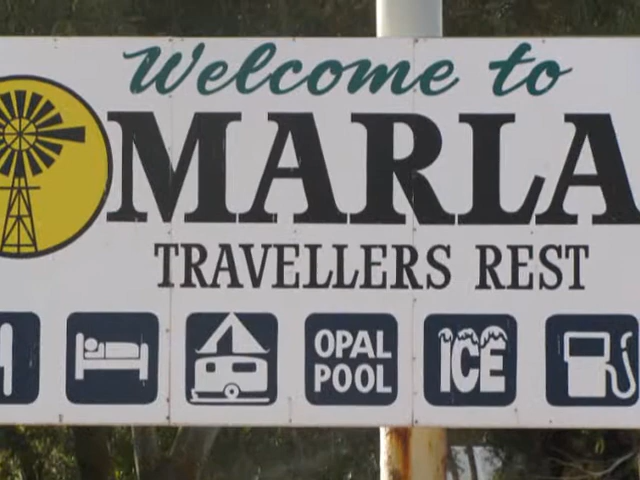 Welcome to
MARLA
TRAVELLERS REST
OPAL
POOL
ICE